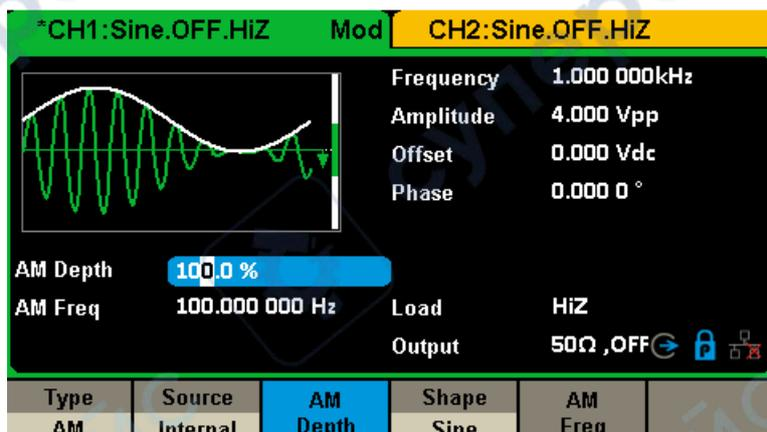 *CH1:Sine.OFF.HiZ Mod CH2:Sine.OFF.HiZ
Frequency 1.000 000kHz
Amplitude 4.000 Vpp
Offset 0.000 Vdc
Phase 0.000 0 °
AM Depth 100.0 %
AM Freq 100.000 000 Hz Load HiZ
Output 50Ω ,OFF
Type Source AM Shape AM
AM Internal Depth Sine Freq